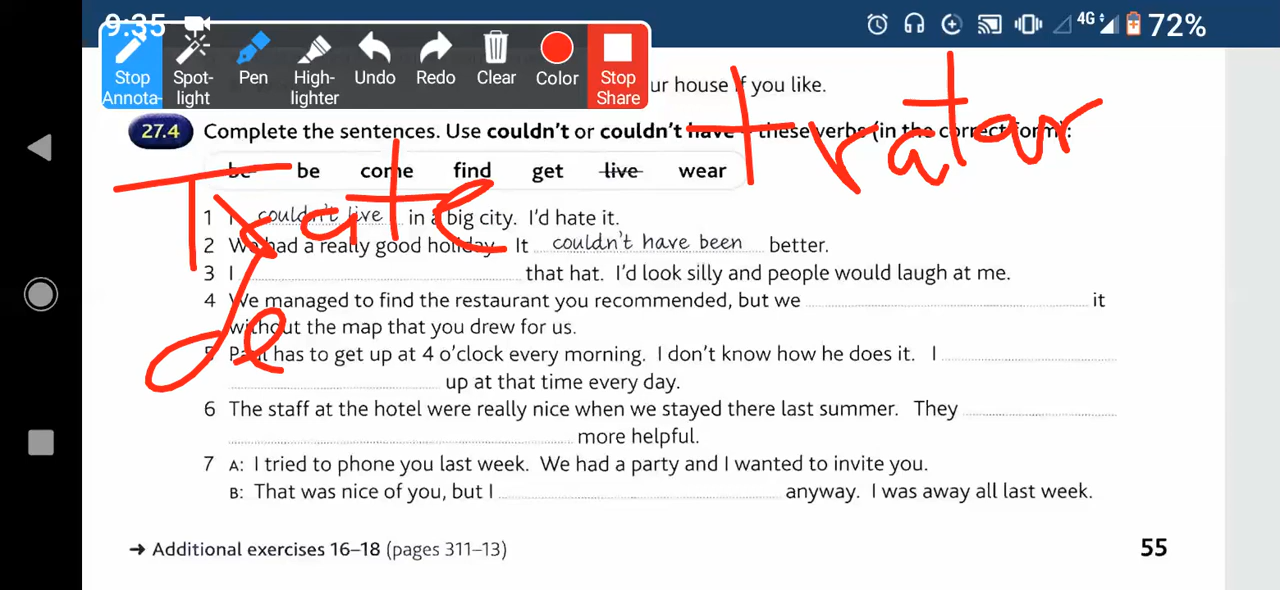 9:35
4G 72%
Stop Annota- Spot- light Pen High- lighter Undo Redo Clear Color Stop Share
ur house if you like.
27.4 Complete the sentences. Use couldn't or couldn't have + these verbs (in the correct form):
be be come find get live wear
1 I couldn't live in a big city. I'd hate it.
2 We had a really good holiday. It couldn't have been better.
3 I that hat. I'd look silly and people would laugh at me.
4 We managed to find the restaurant you recommended, but we it
without the map that you drew for us.
5 Paul has to get up at 4 o'clock every morning. I don't know how he does it. I
up at that time every day.
6 The staff at the hotel were really nice when we stayed there last summer. They
more helpful.
7 A: I tried to phone you last week. We had a party and I wanted to invite you.
B: That was nice of you, but I anyway. I was away all last week.
→ Additional exercises 16–18 (pages 311–13)
55
tratar
Trate
de